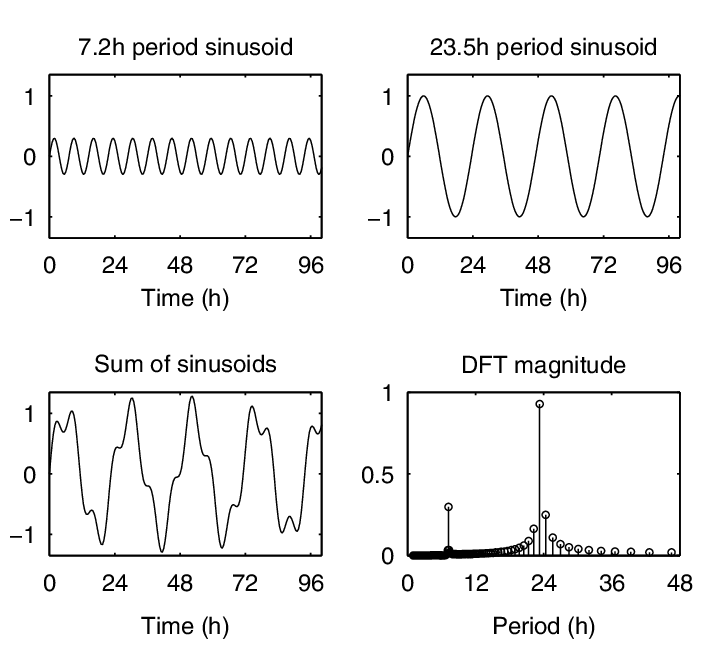 7.2h period sinusoid
1
0
−1
0 24 48 72 96
Time (h)
23.5h period sinusoid
1
0
−1
0 24 48 72 96
Time (h)
Sum of sinusoids
1
0
−1
0 24 48 72 96
Time (h)
DFT magnitude
1
0.5
0
0 12 24 36 48
Period (h)